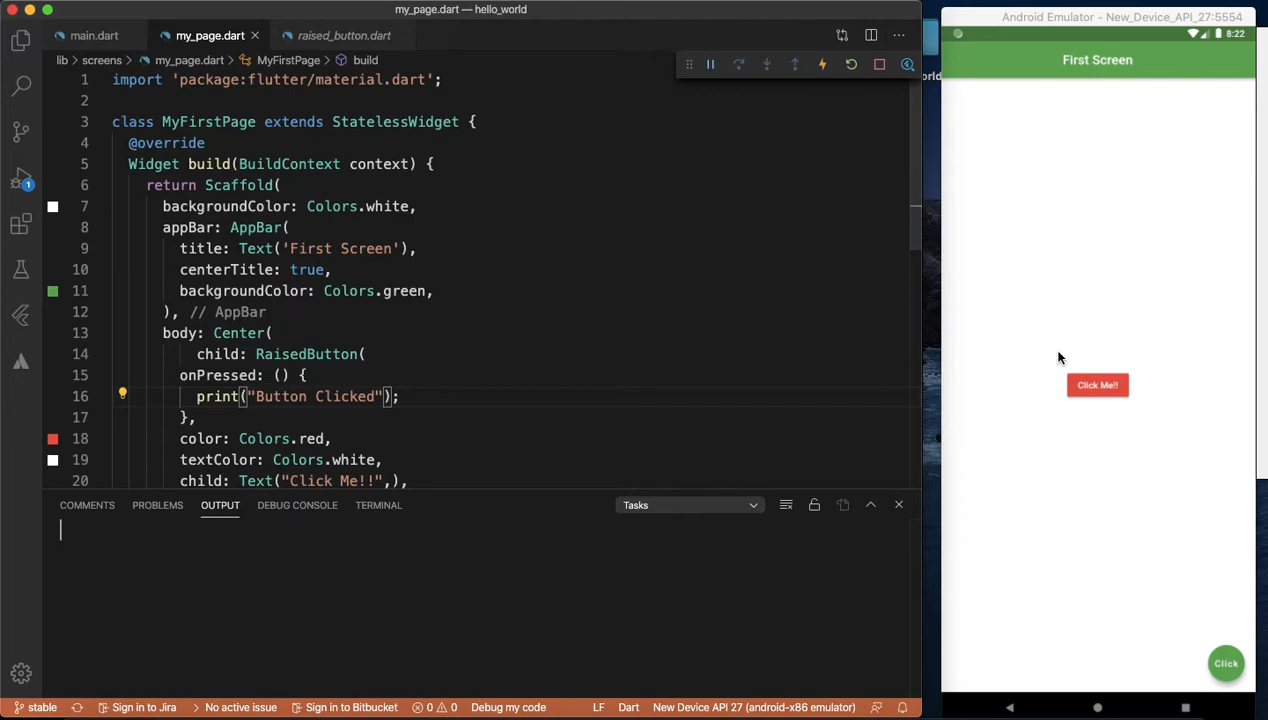 my_page.dart — hello_world
main.dart
my_page.dart
raised_button.dart
lib > screens > my_page.dart > MyFirstPage > build
1 import 'package:flutter/material.dart';
2
3 class MyFirstPage extends StatelessWidget {
4 @override
5 Widget build(BuildContext context) {
6 return Scaffold(
7 backgroundColor: Colors.white,
8 appBar: AppBar(
9 title: Text('First Screen'),
10 centerTitle: true,
11 backgroundColor: Colors.green,
12 ), // AppBar
13 body: Center(
14 child: RaisedButton(
15 onPressed: () {
16 print("Button Clicked");
17 },
18 color: Colors.red,
19 textColor: Colors.white,
20 child: Text("Click Me!!",),
1
COMMENTS PROBLEMS OUTPUT DEBUG CONSOLE TERMINAL
Tasks
stable Sign in to Jira No active issue Sign in to Bitbucket 0 0 Debug my code LF Dart New Device API 27 (android-x86 emulator)
Android Emulator - New_Device_API_27:5554
8:22
First Screen
Click Me!!
Click